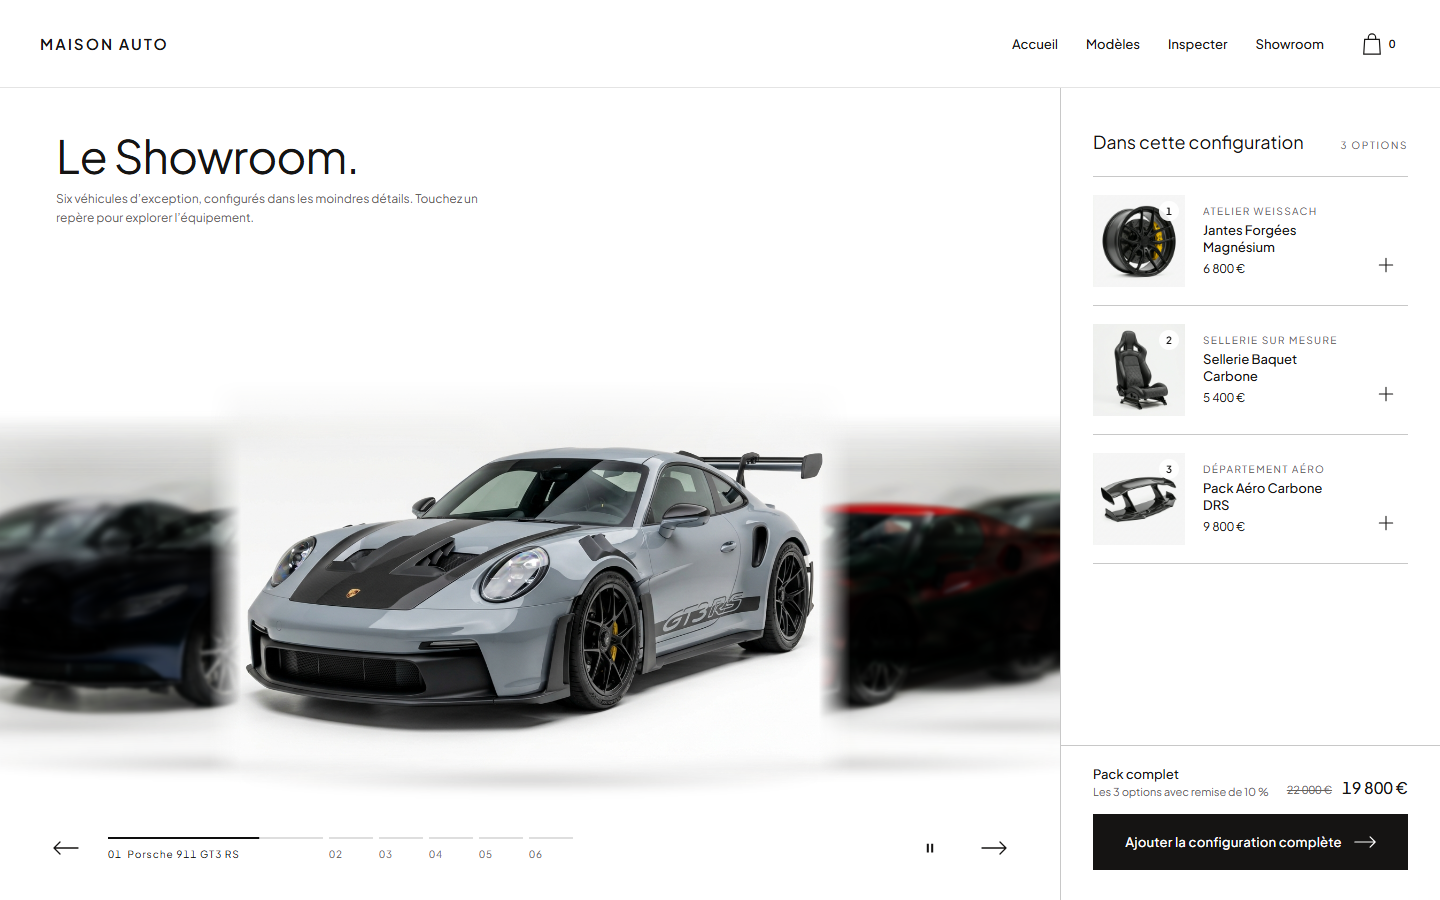 MAISON AUTO
Accueil
Modèles
Inspecter
Showroom
0
Le Showroom.
Six véhicules d'exception, configurés dans les moindres détails. Touchez un
repère pour explorer l'équipement.
GT3 RS
01 Porsche 911 GT3 RS
02
03
04
05
06
Dans cette configuration
3 OPTIONS
1
ATELIER WEISSACH
Jantes Forgées
Magnésium
6 800 €
2
SELLERIE SUR MESURE
Sellerie Baquet
Carbone
5 400 €
3
DÉPARTEMENT AÉRO
Pack Aéro Carbone
DRS
9 800 €
Pack complet
Les 3 options avec remise de 10 %
22 000 €
19 800 €
Ajouter la configuration complète